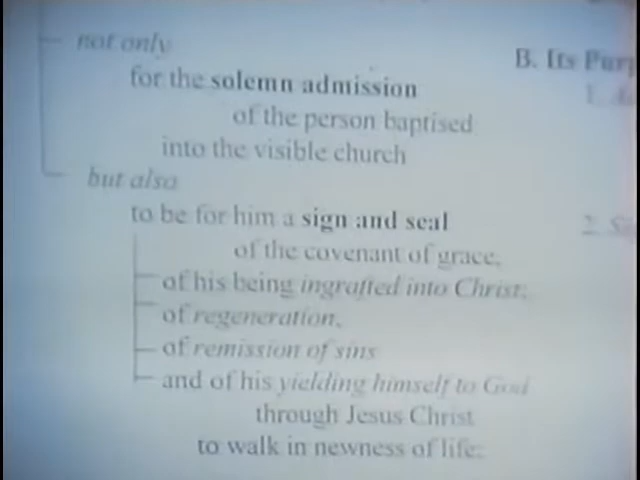 not only
for the solemn admission
of the person baptised
into the visible church
but also
to be for him a sign and seal
of the covenant of grace,
of his being ingrafted into Christ,
of regeneration,
of remission of sins
and of his yielding himself to God
through Jesus Christ
to walk in newness of life:
B. Its
1.
2.